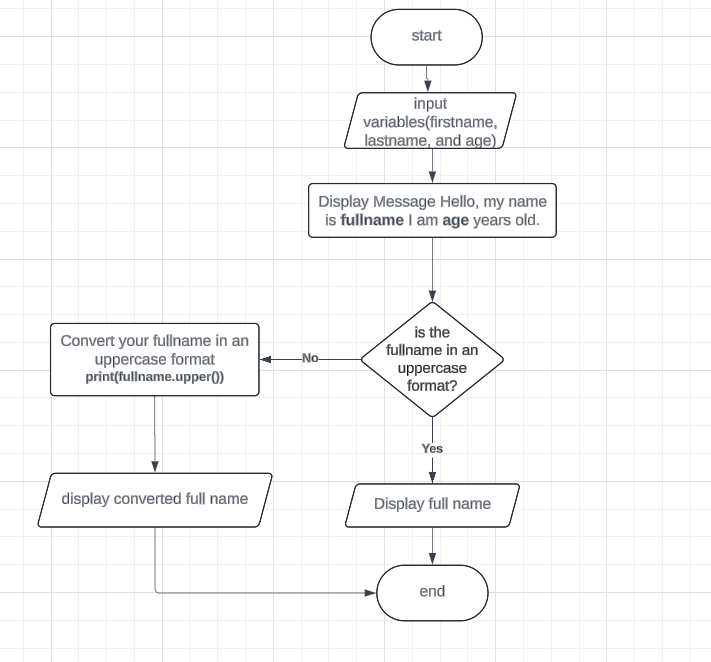 start
input
variables(firstname,
lastname, and age)
Display Message Hello, my name
is fullname I am age years old.
is the
fullname in an
uppercase
format?
No
Convert your fullname in an
uppercase format
print(fullname.upper())
Yes
display converted full name
Display full name
end